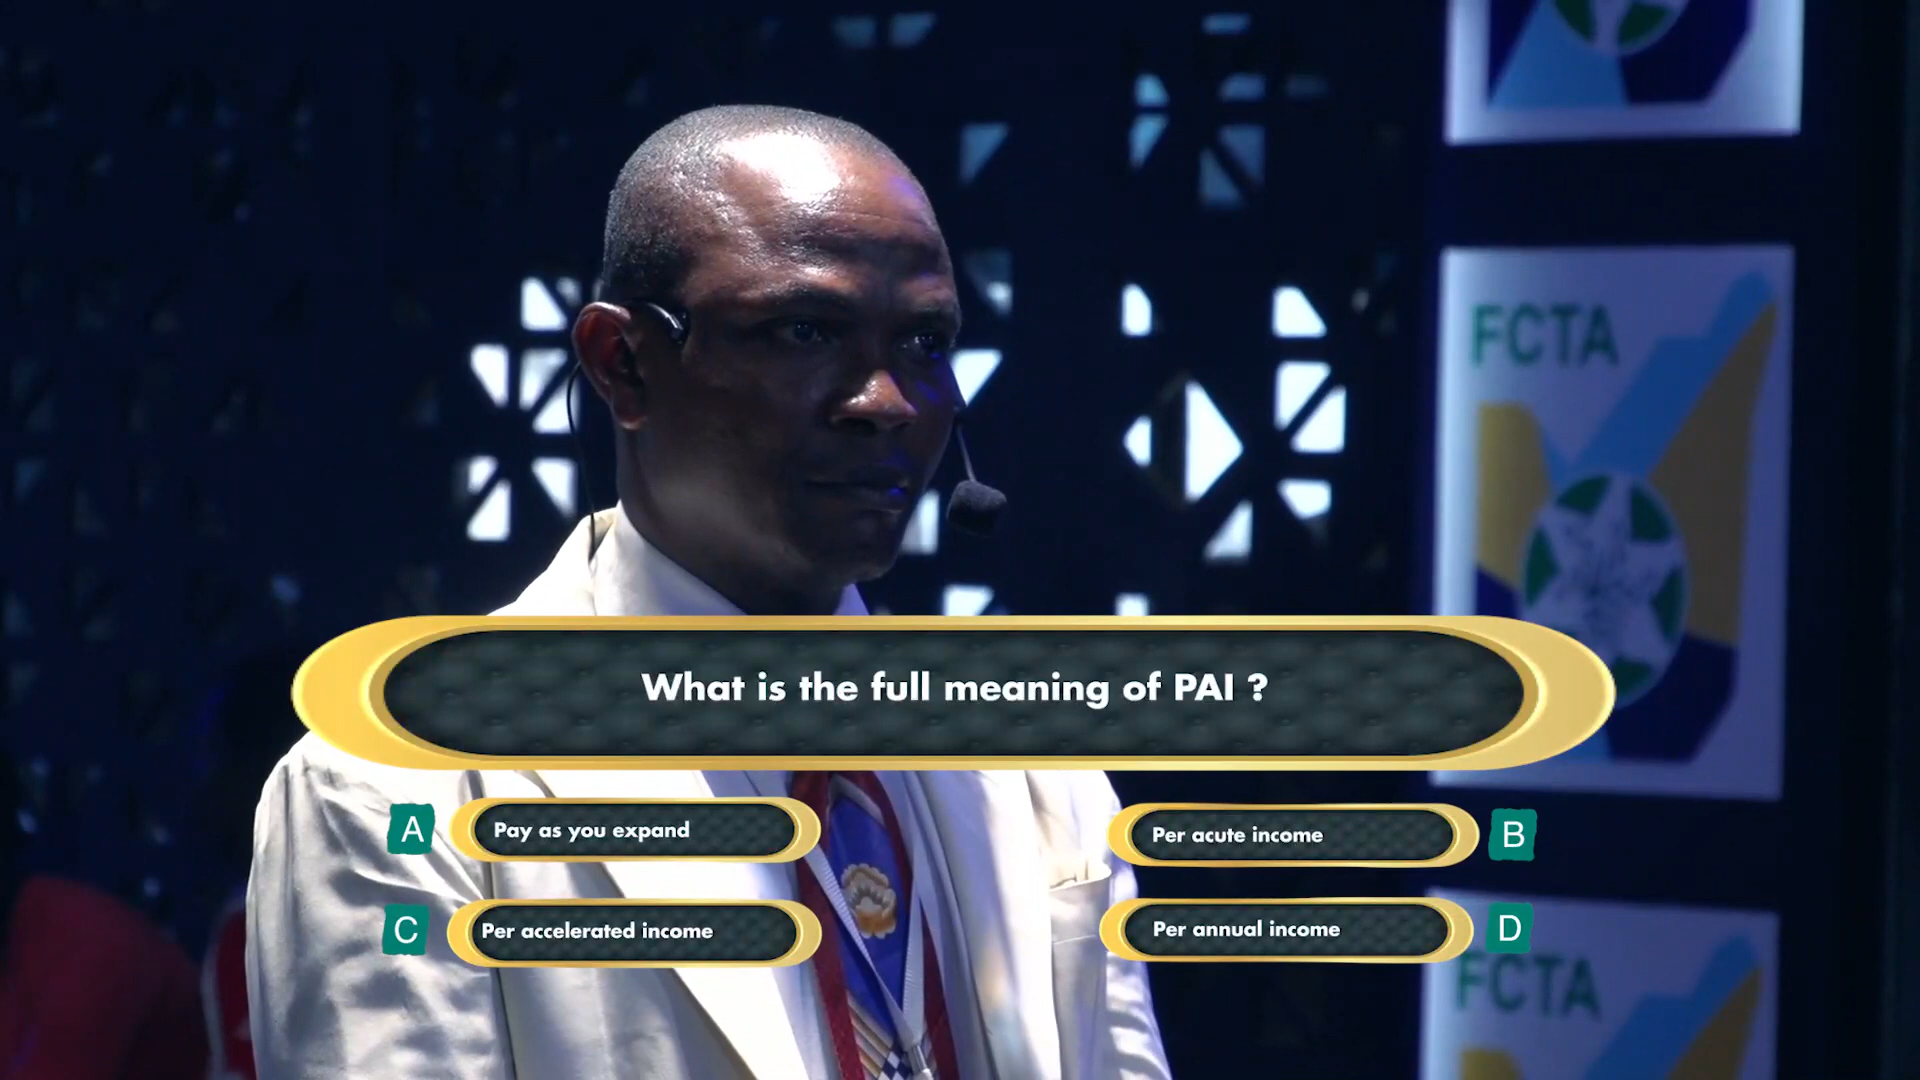 FCTA
What is the full meaning of PAI ?
A Pay as you expand
Per acute income B
C Per accelerated income
Per annual income D
FCTA